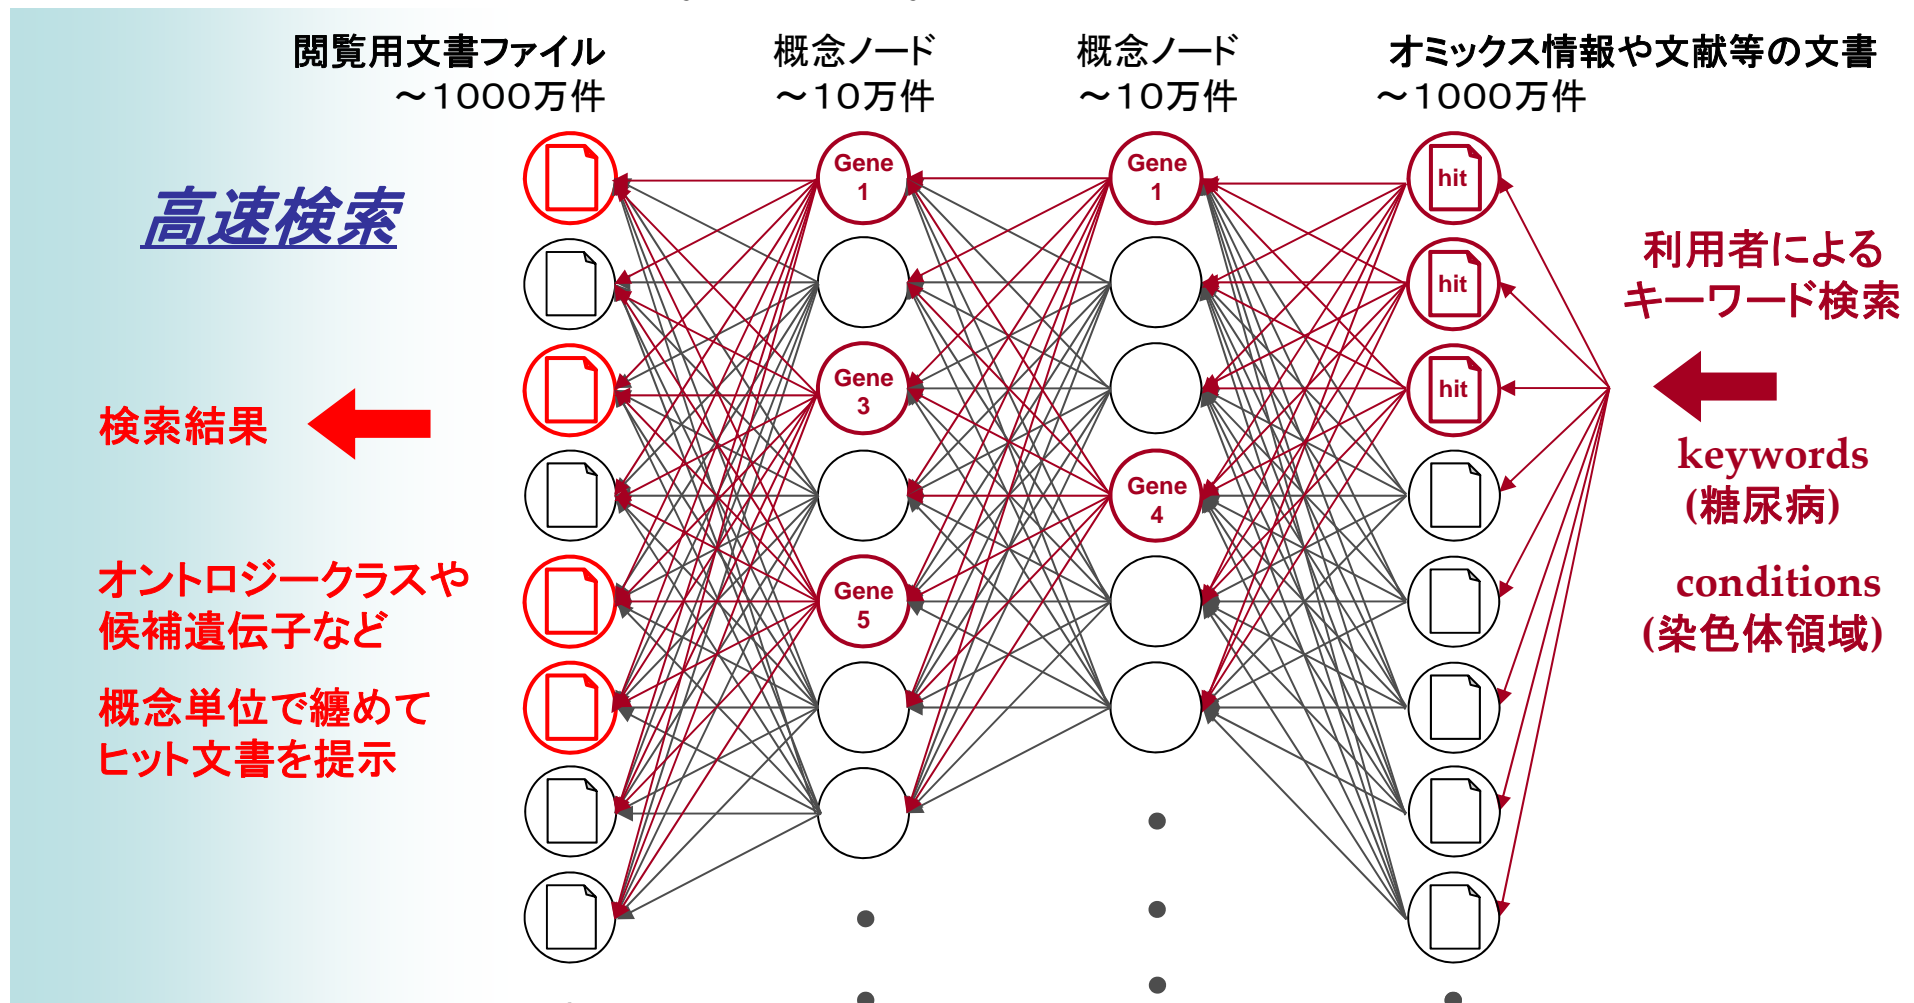 閲覧用文書ファイル
～1000万件
概念ノード
～10万件
概念ノード
～10万件
オミックス情報や文献等の文書
～1000万件
高速検索
検索結果
オントロジークラスや
候補遺伝子など
概念単位で纏めて
ヒット文書を提示
Gene
1
Gene
3
Gene
5
Gene
1
Gene
4
hit
hit
hit
利用者による
キーワード検索
keywords
(糖尿病)
conditions
(染色体領域)